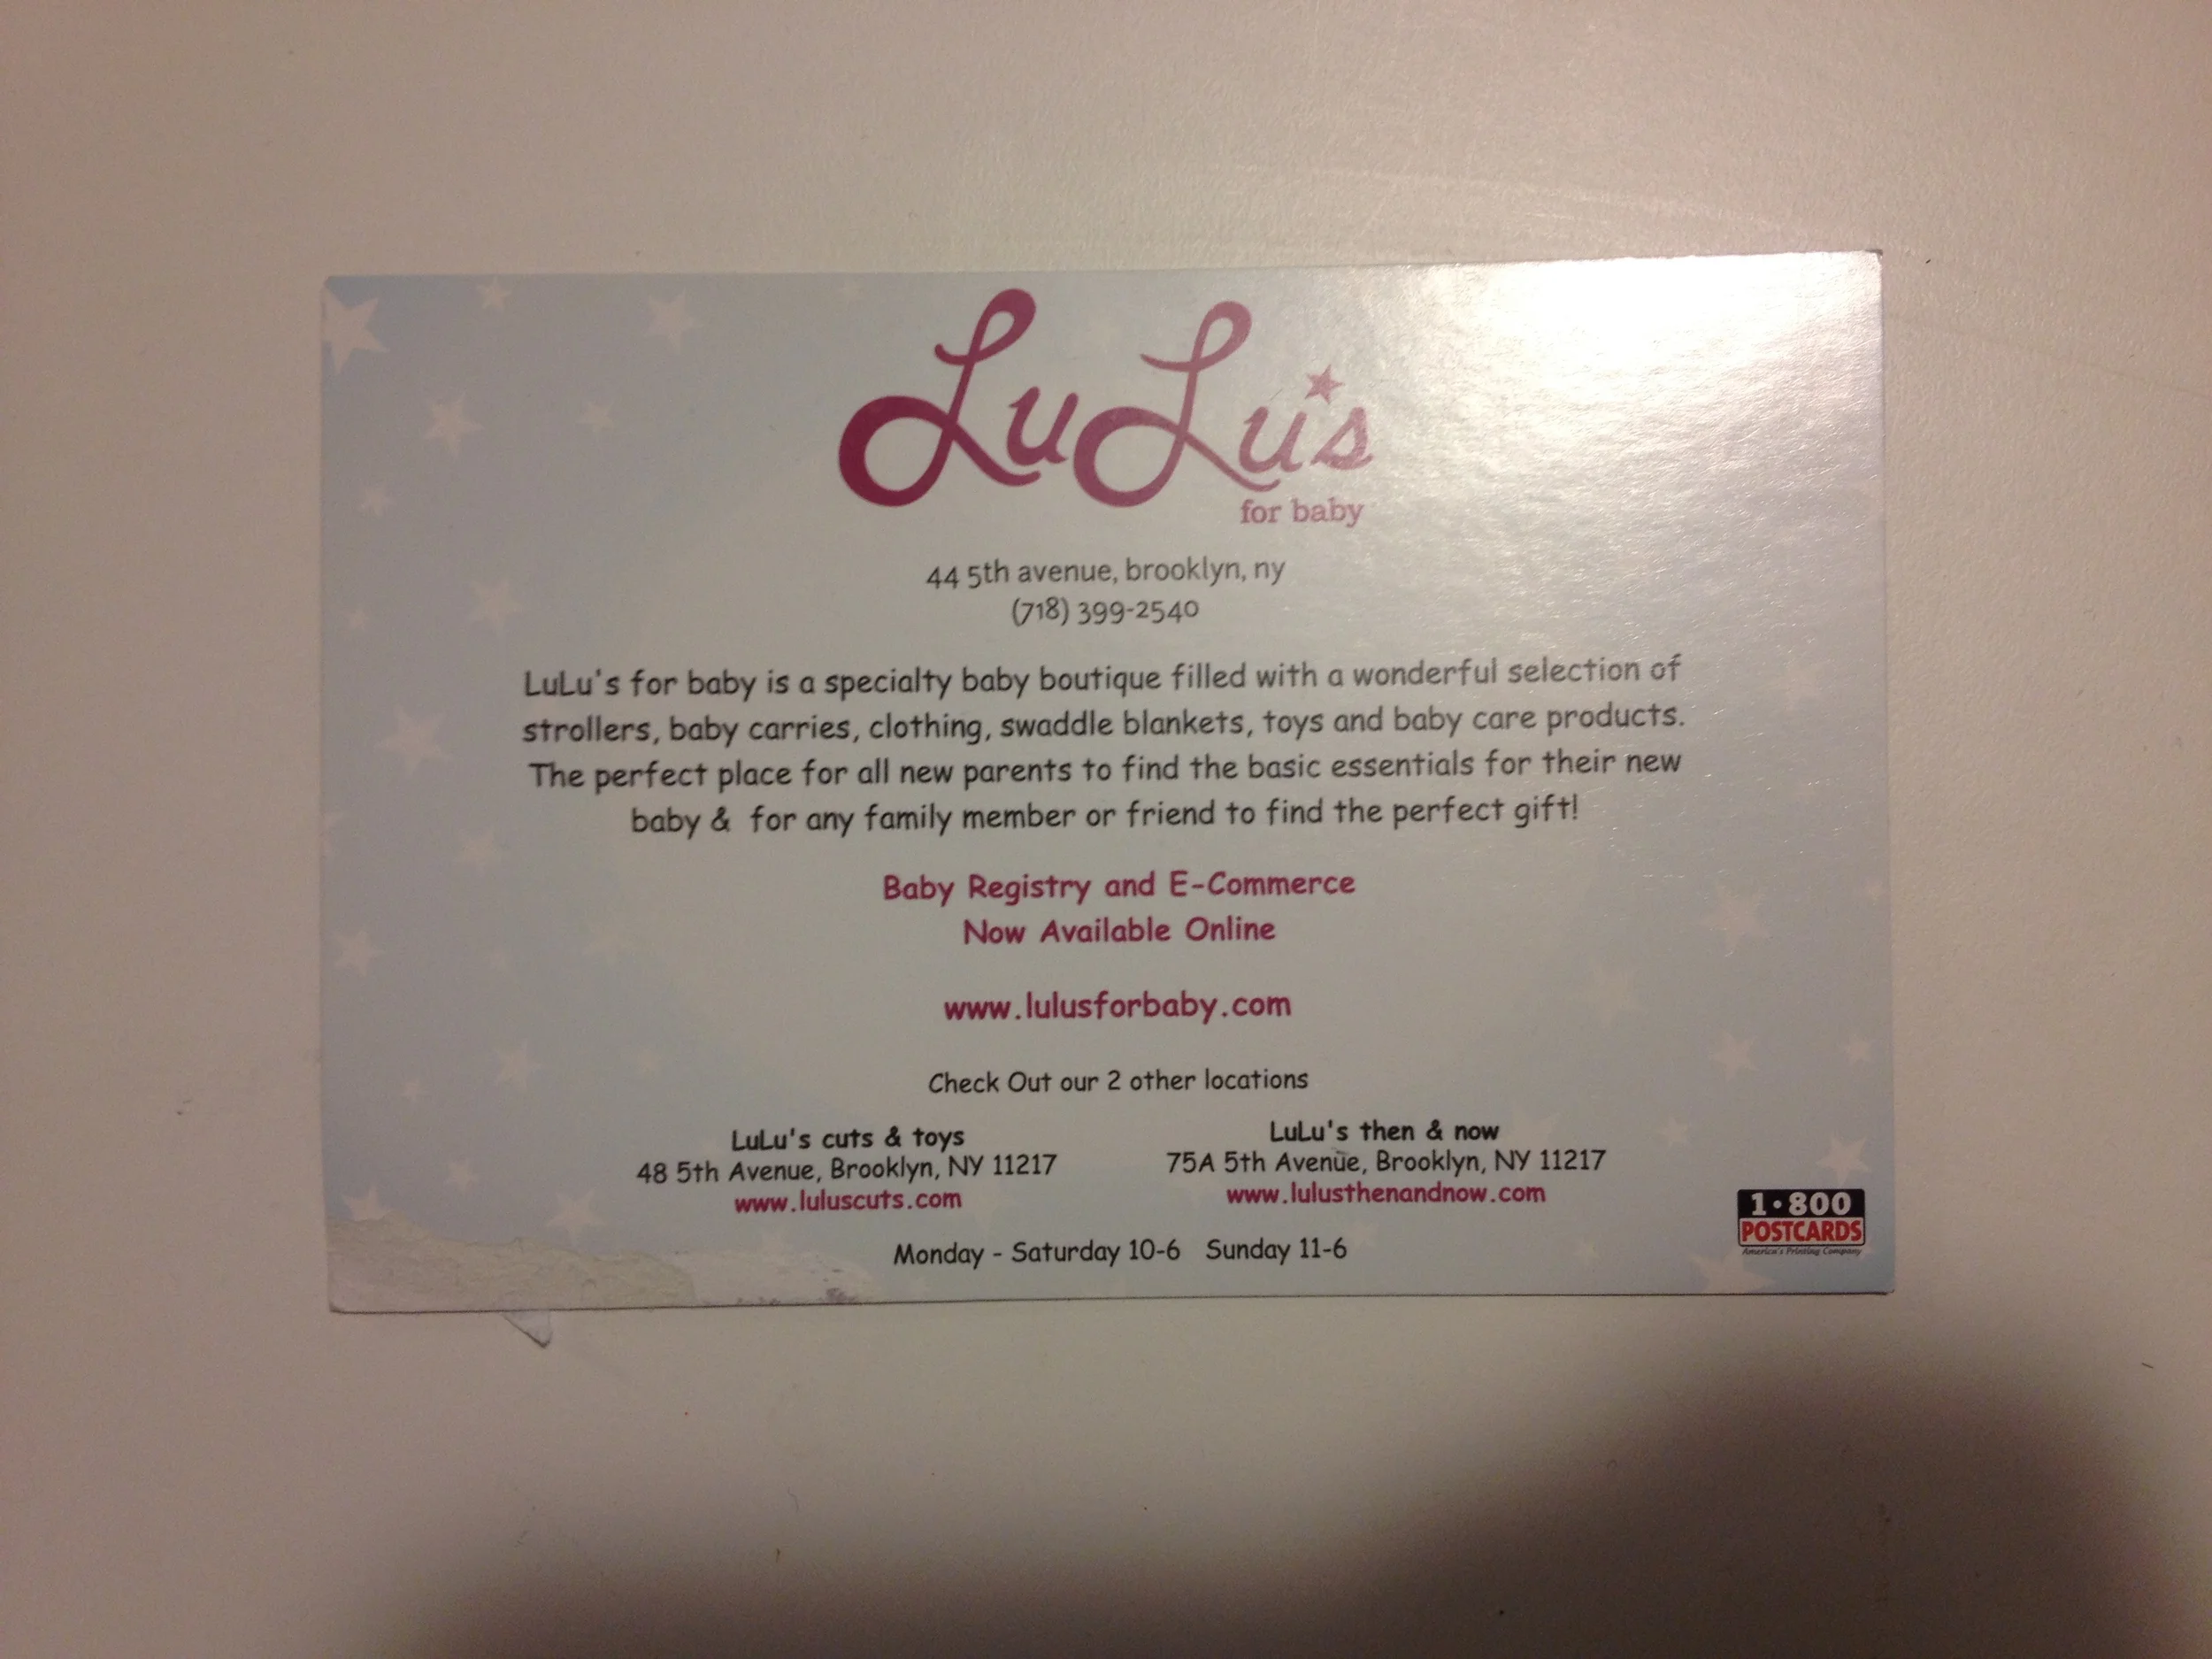 LuLu's
for baby
44 5th avenue, brooklyn, ny
(718) 399-2540
LuLu's for baby is a specialty baby boutique filled with a wonderful selection of
strollers, baby carries, clothing, swaddle blankets, toys and baby care products.
The perfect place for all new parents to find the basic essentials for their new
baby & for any family member or friend to find the perfect gift!
Baby Registry and E-Commerce
Now Available Online
www.lulusforbaby.com
Check Out our 2 other locations
LuLu's cuts & toys
48 5th Avenue, Brooklyn, NY 11217
www.luluscuts.com
LuLu's then & now
75A 5th Avenue, Brooklyn, NY 11217
www.lulusthenandnow.com
Monday - Saturday 10-6 Sunday 11-6
1•800
POSTCARDS
America's Printing Company